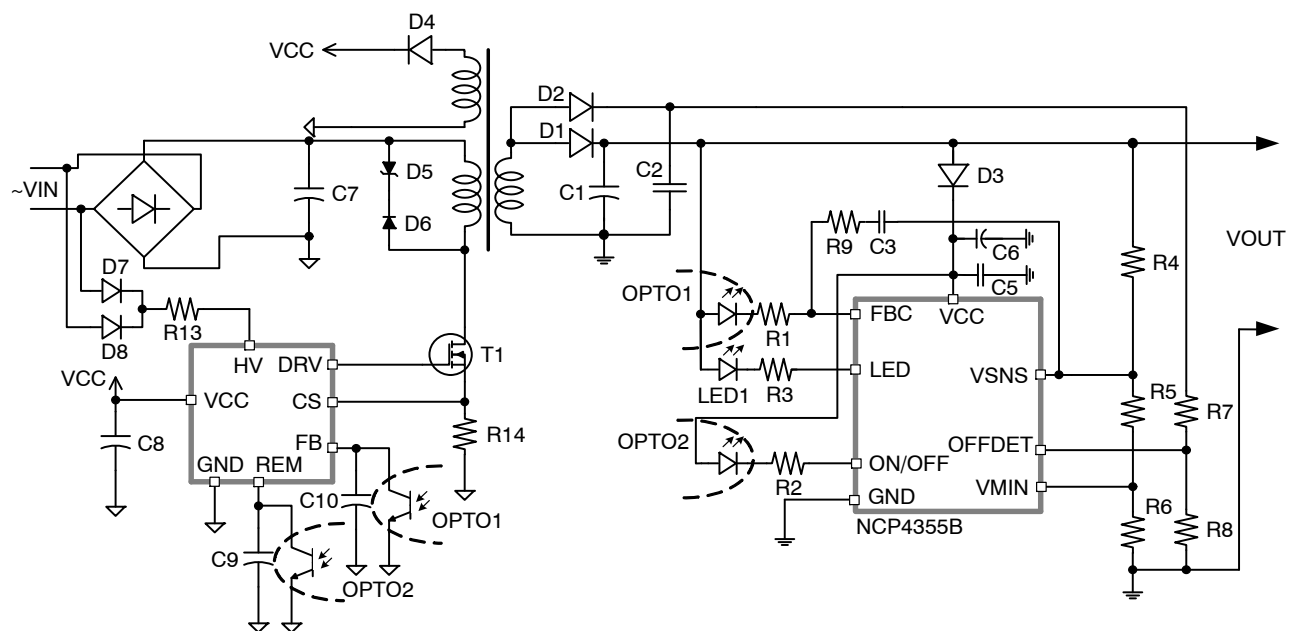 D4
VCC
D2
D1
D5
D3
~VIN
C7
C1
C2
D6
R9
C3
C6
VOUT
R4
D7
OPTO1
C5
R13
D8
R1
FBC
VCC
HV
DRV
T1
VCC
LED
VSNS
VCC
CS
LED1
R3
R5
R7
C8
FB
R14
OPTO2
OFFDET
GND
REM
ON/OFF
R2
VMIN
C10
GND
R6
OPTO1
NCP4355B
R8
C9
OPTO2